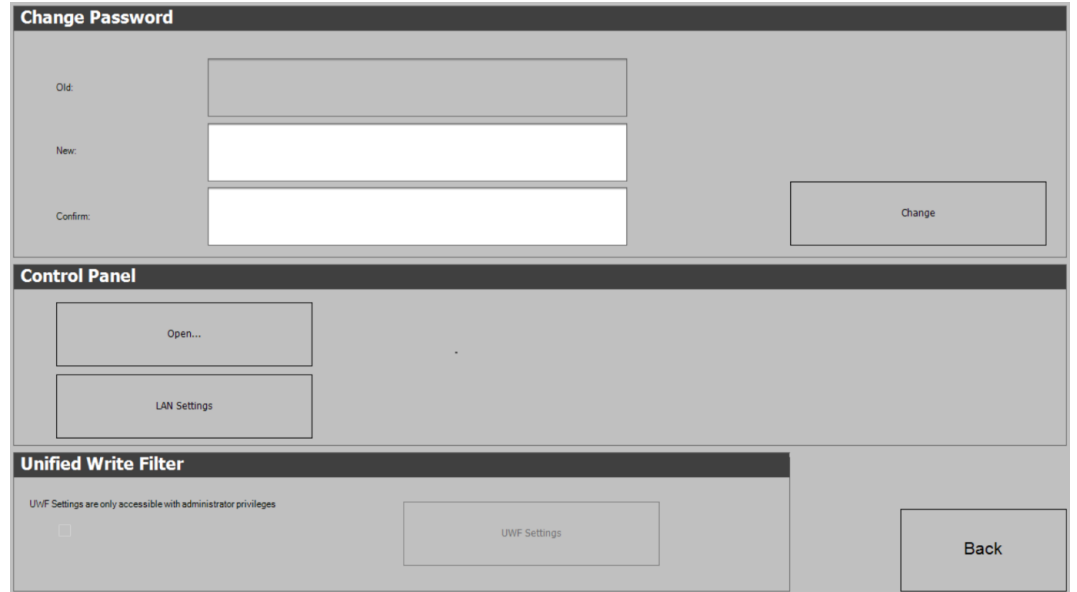 Change Password
Old:
New:
Confirm:
Change
Control Panel
Open...
LAN Settings
Unified Write Filter
UWF Settings are only accessible with administrator privileges
UWF Settings
Back